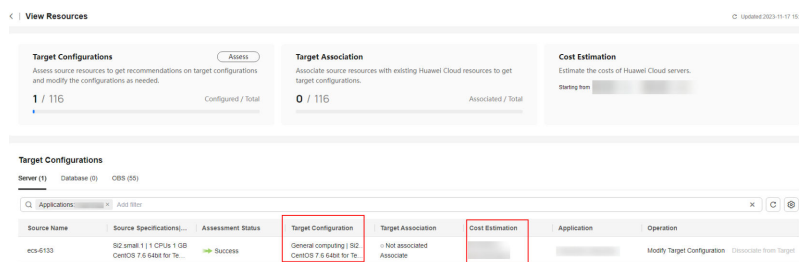 < | View Resources
Updated 2023-11-17 15:
Target Configurations
Assess
Assess source resources to get recommendations on target configurations
and modify the configurations as needed.
1 / 116
Configured / Total
Target Association
Associate source resources with existing Huawei Cloud resources to get
target configurations.
0 / 116
Associated / Total
Cost Estimation
Estimate the costs of Huawei Cloud servers.
Starting from
Target Configurations
Server (1) Database (0) OBS (55)
Applications: × Add filter ×
Source Name Source Specifications(... Assessment Status Target Configuration Target Association Cost Estimation Application Operation
ecs-6133 Si2.small.1 | 1 CPUs 1 GB Success General computing | Si2... Not associated Modify Target Configuration Dissociate from Target
CentOS 7.6 64bit for Te... CentOS 7.6 64bit for Te... Associate